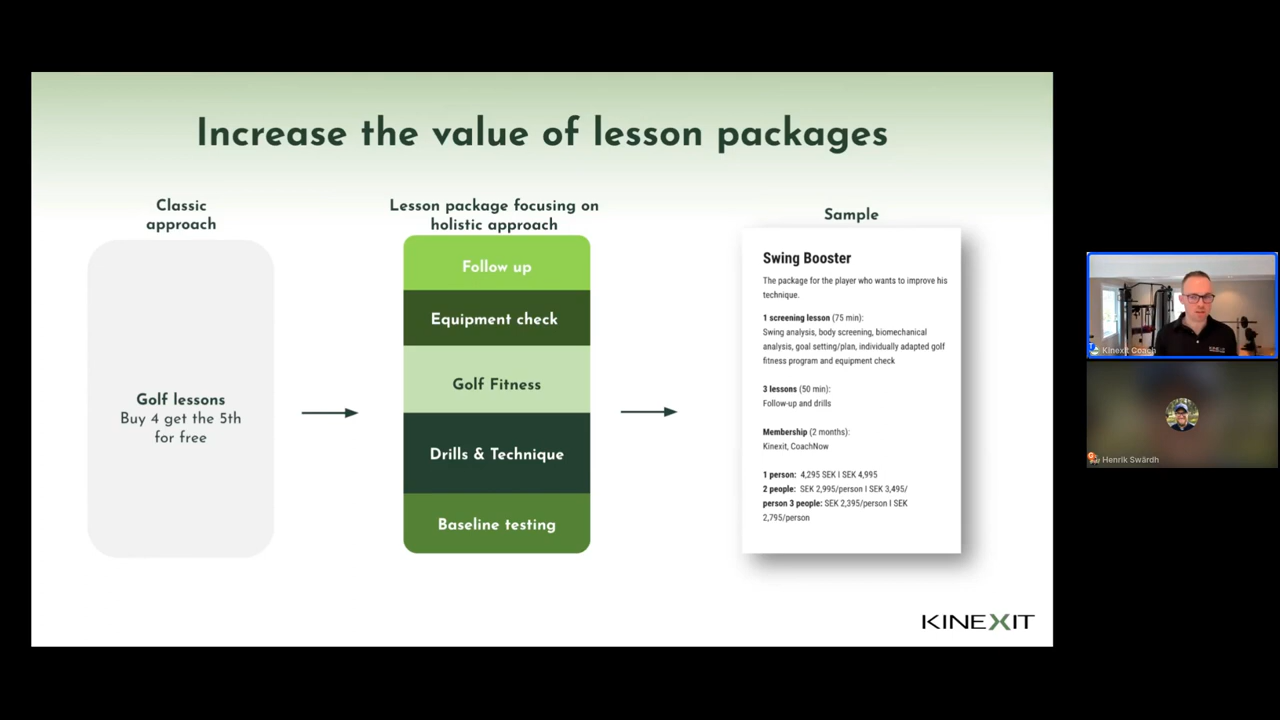 Increase the value of lesson packages
Classic
approach
Golf lessons
Buy 4 get the 5th
for free
Lesson package focusing on
holistic approach
Follow up
Equipment check
Golf Fitness
Drills & Technique
Baseline testing
Sample
Swing Booster
The package for the player who wants to improve his
technique.
1 screening lesson (75 min):
Swing analysis, body screening, biomechanical
analysis, goal setting/plan, individually adapted golf
fitness program and equipment check
3 lessons (50 min):
Follow-up and drills
Membership (2 months):
Kinexit, CoachNow
1 person: 4,295 SEK I SEK 4,995
2 people: SEK 2,995/person I SEK 3,495/
person 3 people: SEK 2,395/person I SEK
2,795/person
KINEXIT
Kinexit Coach
Henrik Swärdh